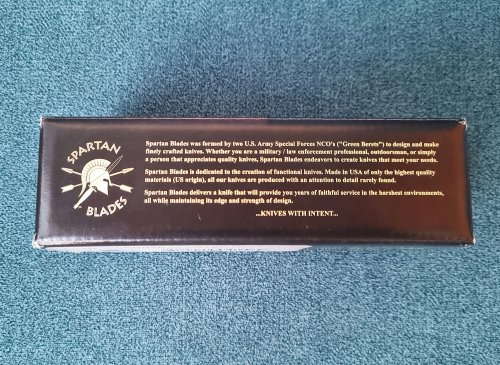 SPARTAN
BLADES
Spartan Blades was formed by two U.S. Army Special Forces NCO's ("Green Berets") to design and make
finely crafted knives. Whether you are a military / law enforcement professional, outdoorsman, or simply
a person that appreciates quality knives, Spartan Blades endeavors to create knives that meet your needs.
Spartan Blades is dedicated to the creation of functional knives. Made in USA of only the highest quality
materials (US origin), all our knives are produced with an attention to detail rarely found.
Spartan Blades delivers a knife that will provide you years of faithful service in the harshest environments,
all while maintaining its edge and strength of design.
...KNIVES WITH INTENT...